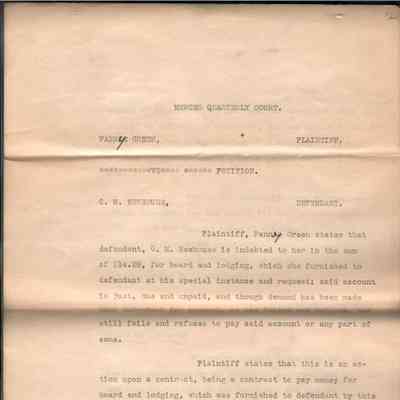 MERCER QUARTERLY COURT.
FANNY GREEN, PLAINTIFF,
PETITION.
C. M. NEWHOUSE, DEFENDANT.
Plaintiff, Fanny Green states that
defendant, C. M. Newhouse is indebted to her in the sum
of $14.25, for board and lodging, which she furnished to
defendant at his special instance and request; said account
is just, due and unpaid, and though demand has been made
still fails and refuses to pay said account or any part of
same.
Plaintiff states that this is an ac-
tion upon a contract, being a contract to pay money for
board and lodging, which was furnished to defendant by this